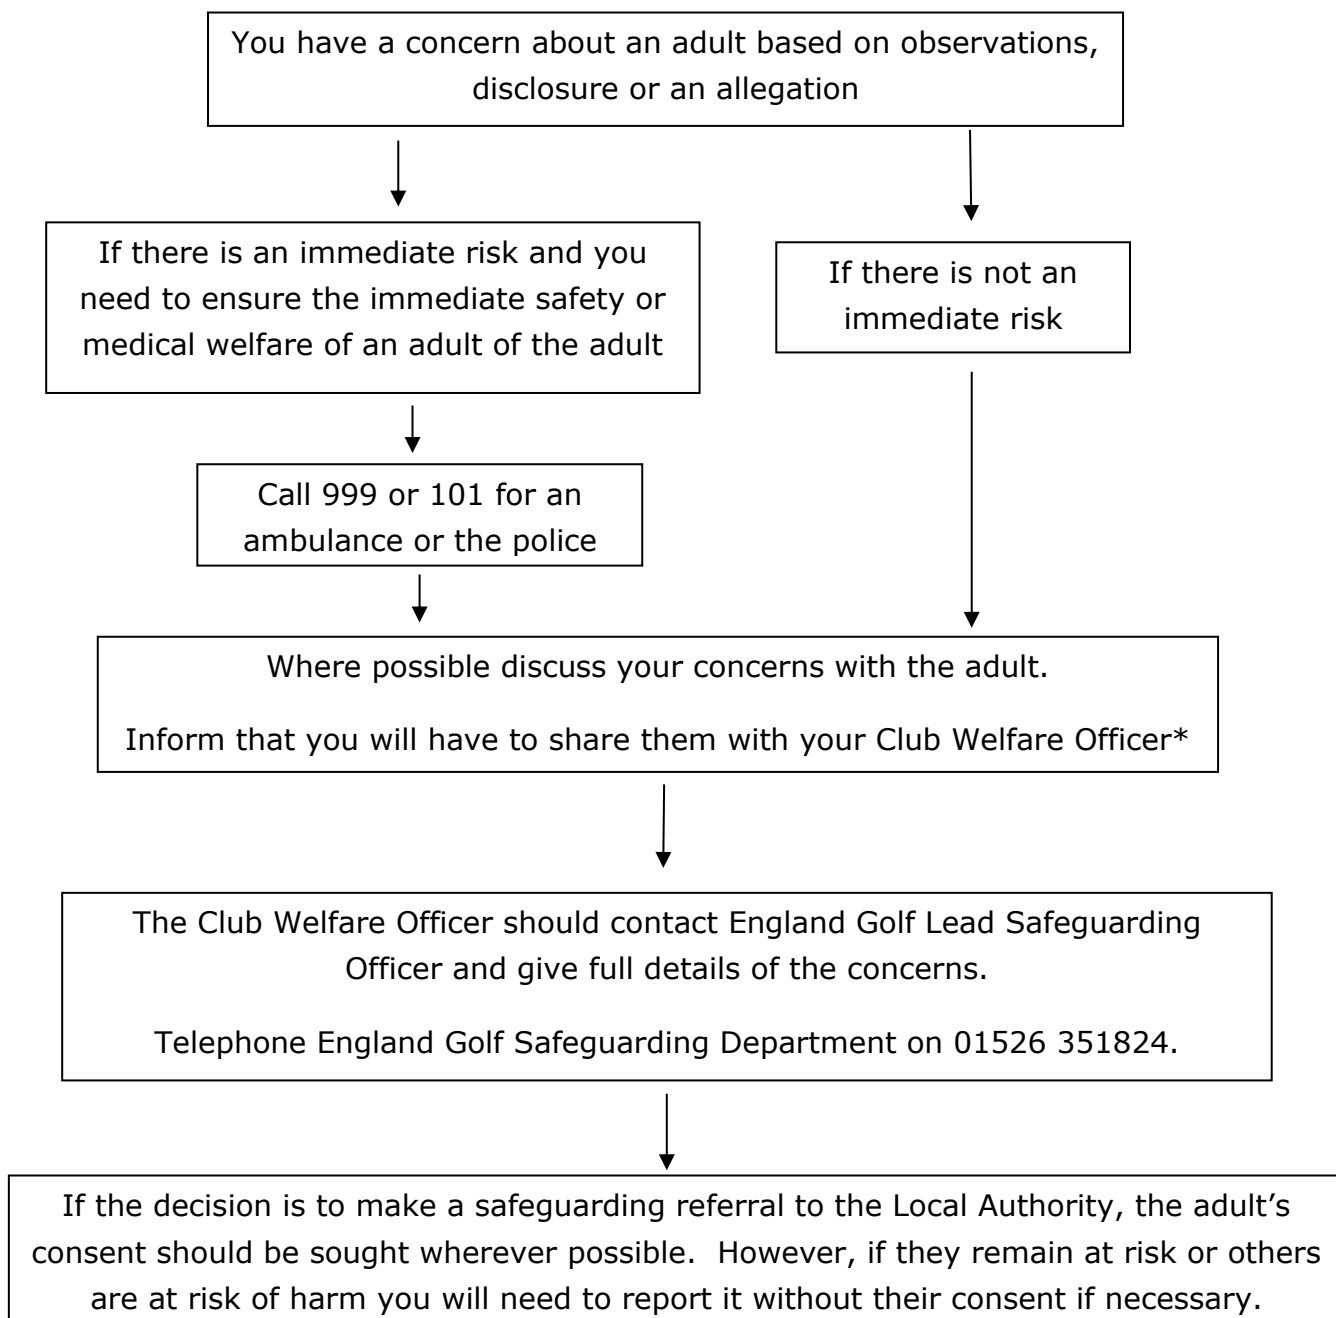 You have a concern about an adult based on observations,
disclosure or an allegation
If there is an immediate risk and you
need to ensure the immediate safety or
medical welfare of an adult of the adult
If there is not an
immediate risk
Call 999 or 101 for an
ambulance or the police
Where possible discuss your concerns with the adult.
Inform that you will have to share them with your Club Welfare Officer*
The Club Welfare Officer should contact England Golf Lead Safeguarding
Officer and give full details of the concerns.
Telephone England Golf Safeguarding Department on 01526 351824.
If the decision is to make a safeguarding referral to the Local Authority, the adult’s
consent should be sought wherever possible.  However, if they remain at risk or others
are at risk of harm you will need to report it without their consent if necessary.